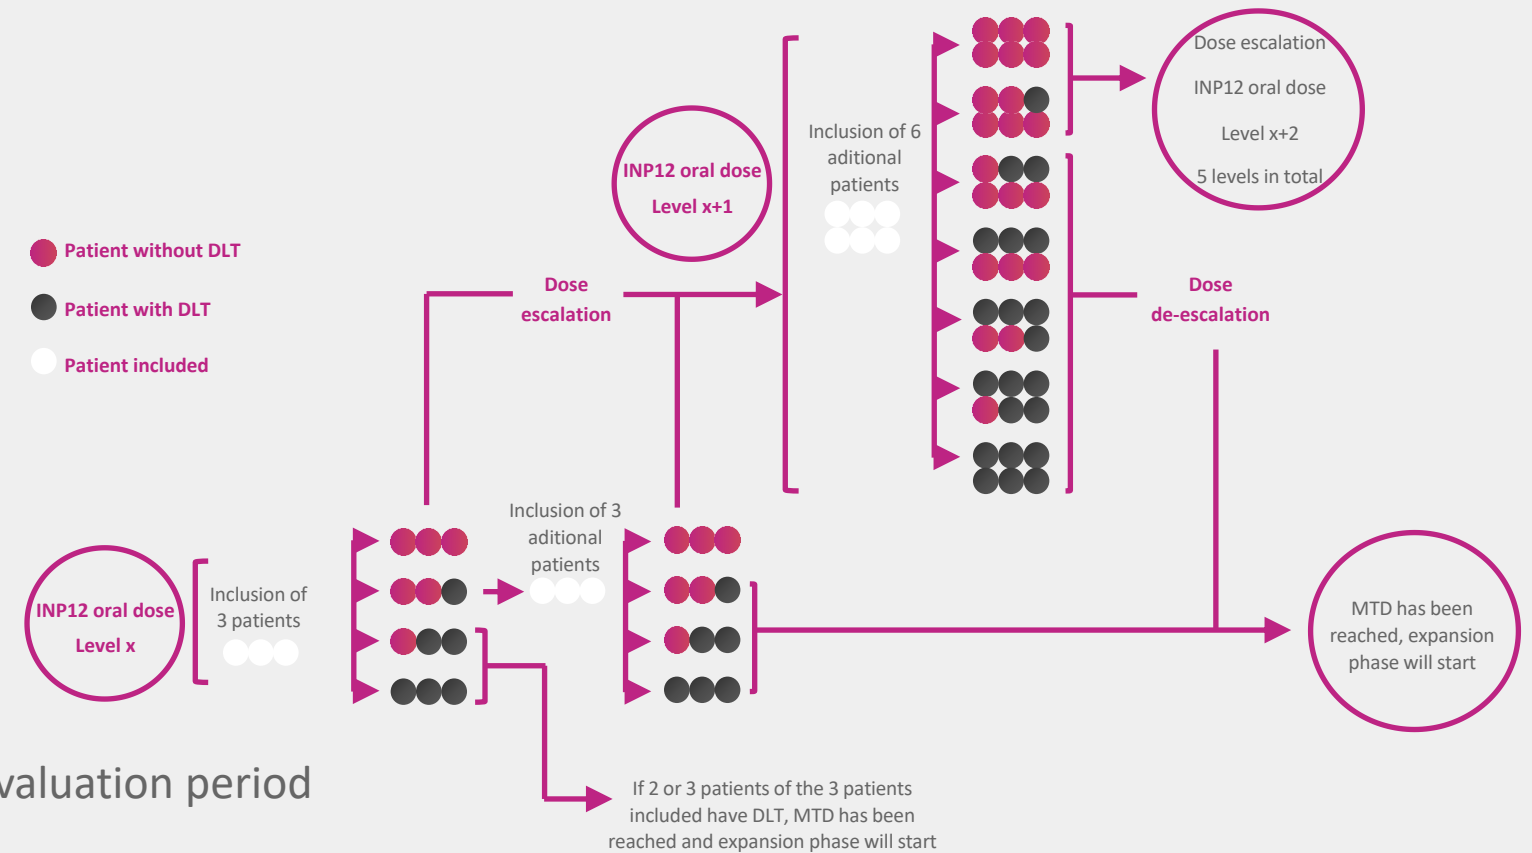 Dose escalation
INP12 oral dose
Level x+2
5 levels in total
Inclusion of 6
aditional
patients
INP12 oral dose
Level x+1
Patient without DLT
Patient with DLT
Patient included
Dose
escalation
Dose
de-escalation
Inclusion of 3
aditional
patients
INP12 oral dose
Level x
Inclusion of
3 patients
MTD has been
reached, expansion
phase will start
valuation period
If 2 or 3 patients of the 3 patients
included have DLT, MTD has been
reached and expansion phase will start